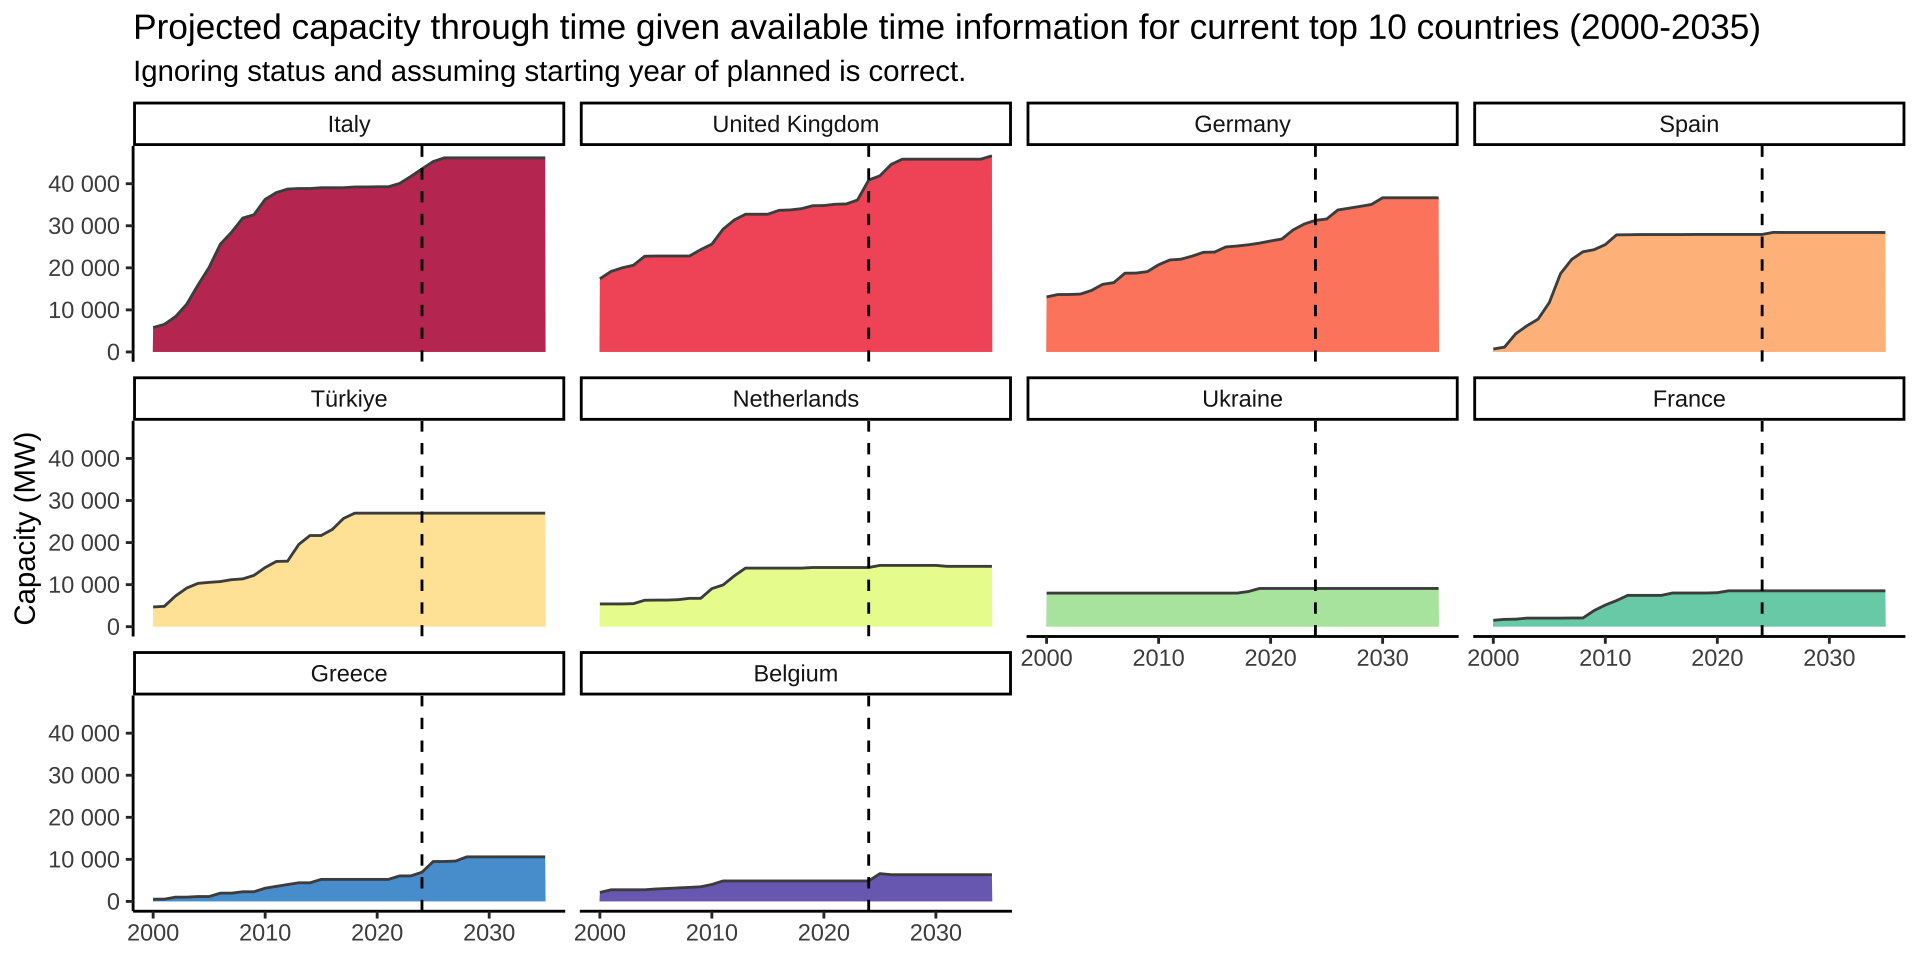 Projected capacity through time given available time information for current top 10 countries (2000-2035)
Ignoring status and assuming starting year of planned is correct.
Italy
United Kingdom
Germany
Spain
40 000
30 000
20 000
10 000
0
Türkiye
Netherlands
Ukraine
France
Capacity (MW)
40 000
30 000
20 000
10 000
0
2000 2010 2020 2030
2000 2010 2020 2030
Greece
Belgium
40 000
30 000
20 000
10 000
0
2000 2010 2020 2030
2000 2010 2020 2030